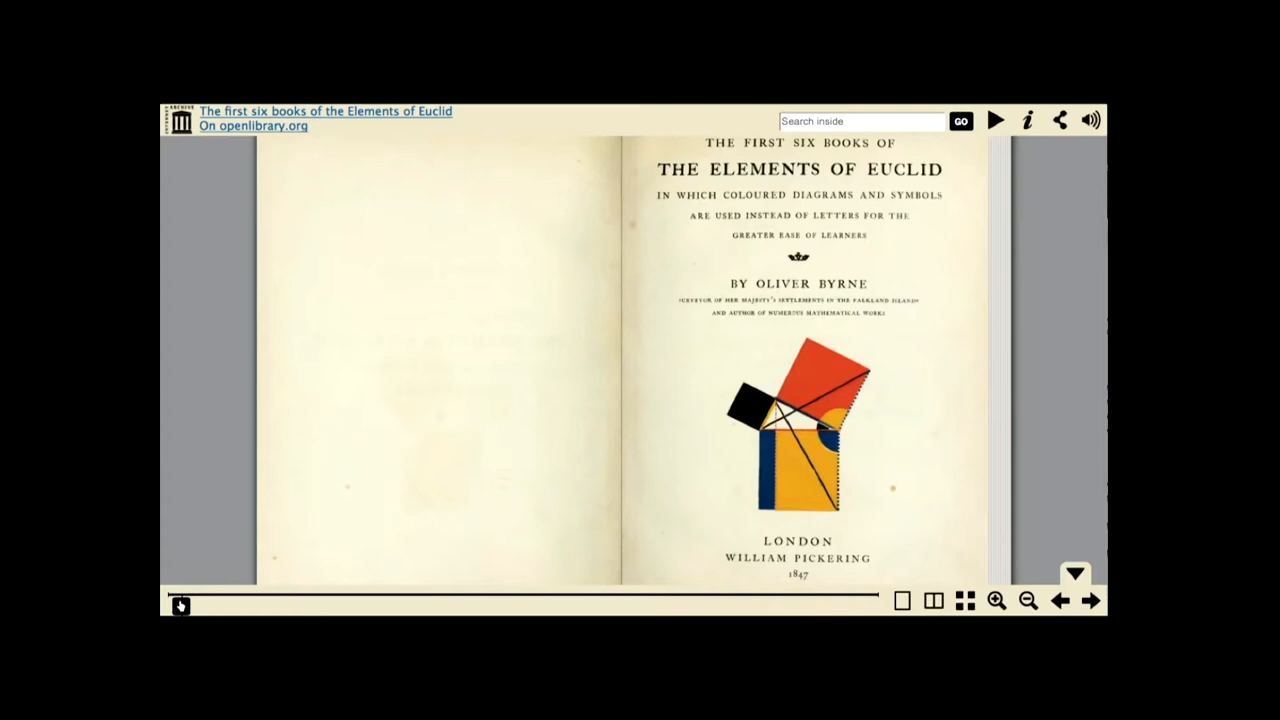 The first six books of the Elements of Euclid
On openlibrary.org
INTERNET ARCHIVE
Search inside
GO
THE FIRST SIX BOOKS OF
THE ELEMENTS OF EUCLID
IN WHICH COLOURED DIAGRAMS AND SYMBOLS
ARE USED INSTEAD OF LETTERS FOR THE
GREATER EASE OF LEARNERS
BY OLIVER BYRNE
SURVEYOR OF HER MAJESTY'S SETTLEMENTS IN THE FALKLAND ISLANDS
AND AUTHOR OF NUMEROUS MATHEMATICAL WORKS
LONDON
WILLIAM PICKERING
1847